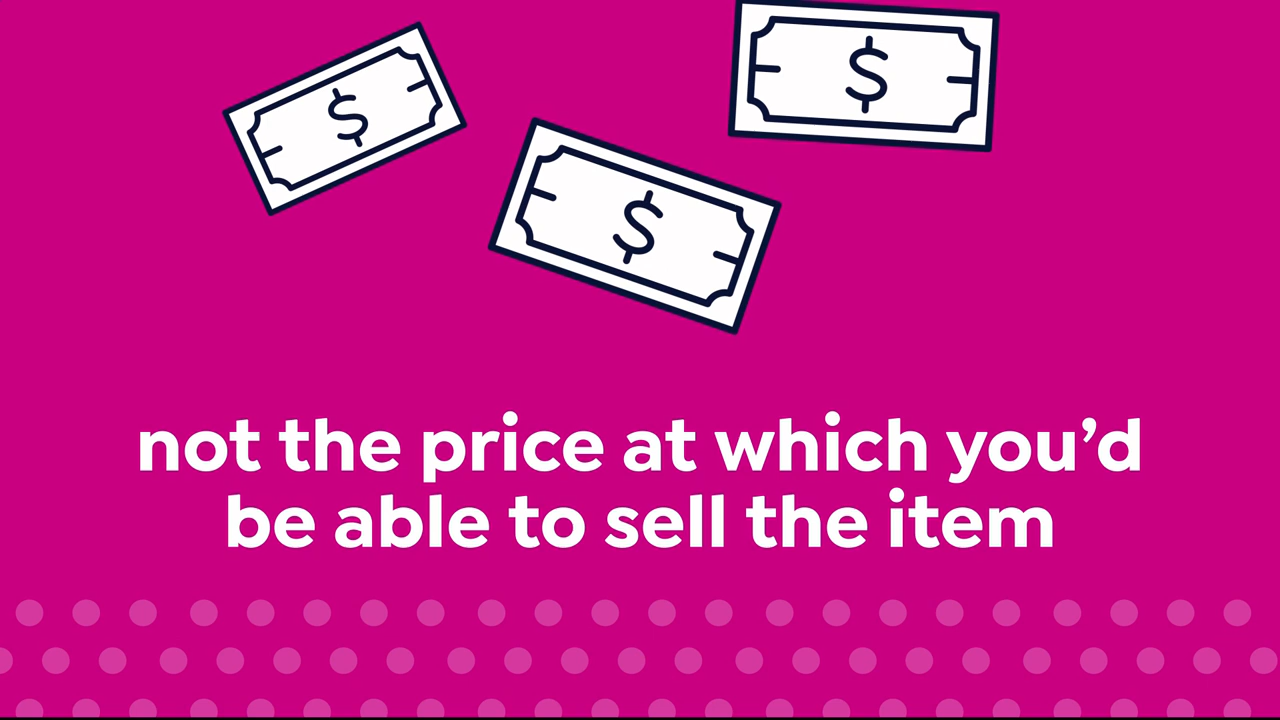 $
$
$
not the price at which you’d
be able to sell the item